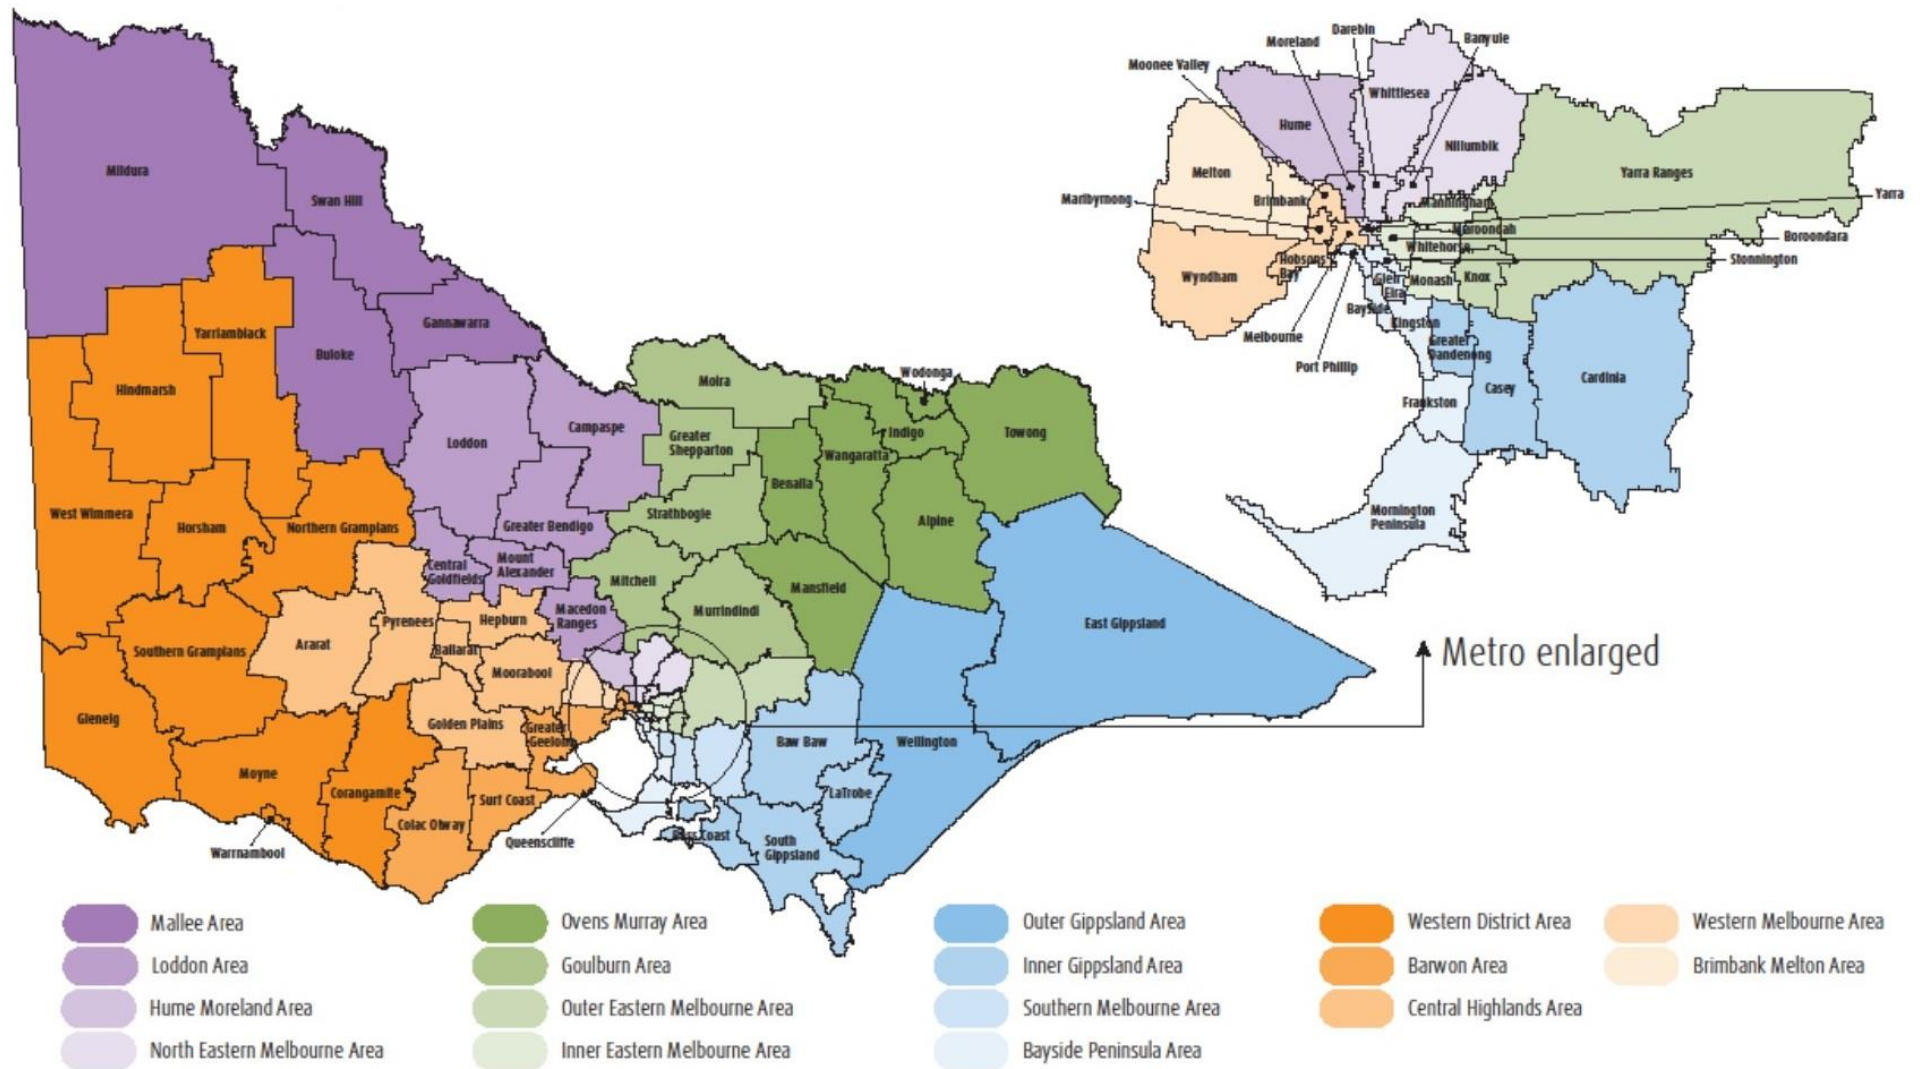 Mildura
Swan Hill
Gannawarra
Buloke
Yarriambiack
Hindmarsh
West Wimmera
Horsham
Northern Grampians
Loddon
Campaspe
Greater Bendigo
Central
Goldfields
Mount
Alexander
Macedon
Ranges
Moira
Greater
Shepparton
Strathbogie
Mitchell
Murrindindi
Wodonga
Indigo
Towong
Wangaratta
Benalla
Alpine
Mansfield
Southern Grampians
Glenelg
Moyne
Warrnambool
Corangamite
Ararat
Pyrenees
Hepburn
Ballarat
Moorabool
Golden Plains
Greater
Geelong
Colac Otway
Surf Coast
Queenscliffe
East Gippsland
Wellington
Baw Baw
LaTrobe
South
Gippsland
Bass Coast
Darebin
Moreland
Banyule
Moonee Valley
Whittlesea
Hume
Nillumbik
Melton
Yarra Ranges
Maribyrnong
Brimbank
Manningham
Yarra
Maroondah
Boroondara
Whitehorse
Stonnington
Hobsons
Bay
Wyndham
Glen
Eira
Monash
Knox
Bayside
Kingston
Melbourne
Port Phillip
Greater
Dandenong
Casey
Cardinia
Frankston
Mornington
Peninsula
Metro enlarged
Mallee Area
Loddon Area
Hume Moreland Area
North Eastern Melbourne Area
Ovens Murray Area
Goulburn Area
Outer Eastern Melbourne Area
Inner Eastern Melbourne Area
Outer Gippsland Area
Inner Gippsland Area
Southern Melbourne Area
Bayside Peninsula Area
Western District Area
Barwon Area
Central Highlands Area
Western Melbourne Area
Brimbank Melton Area